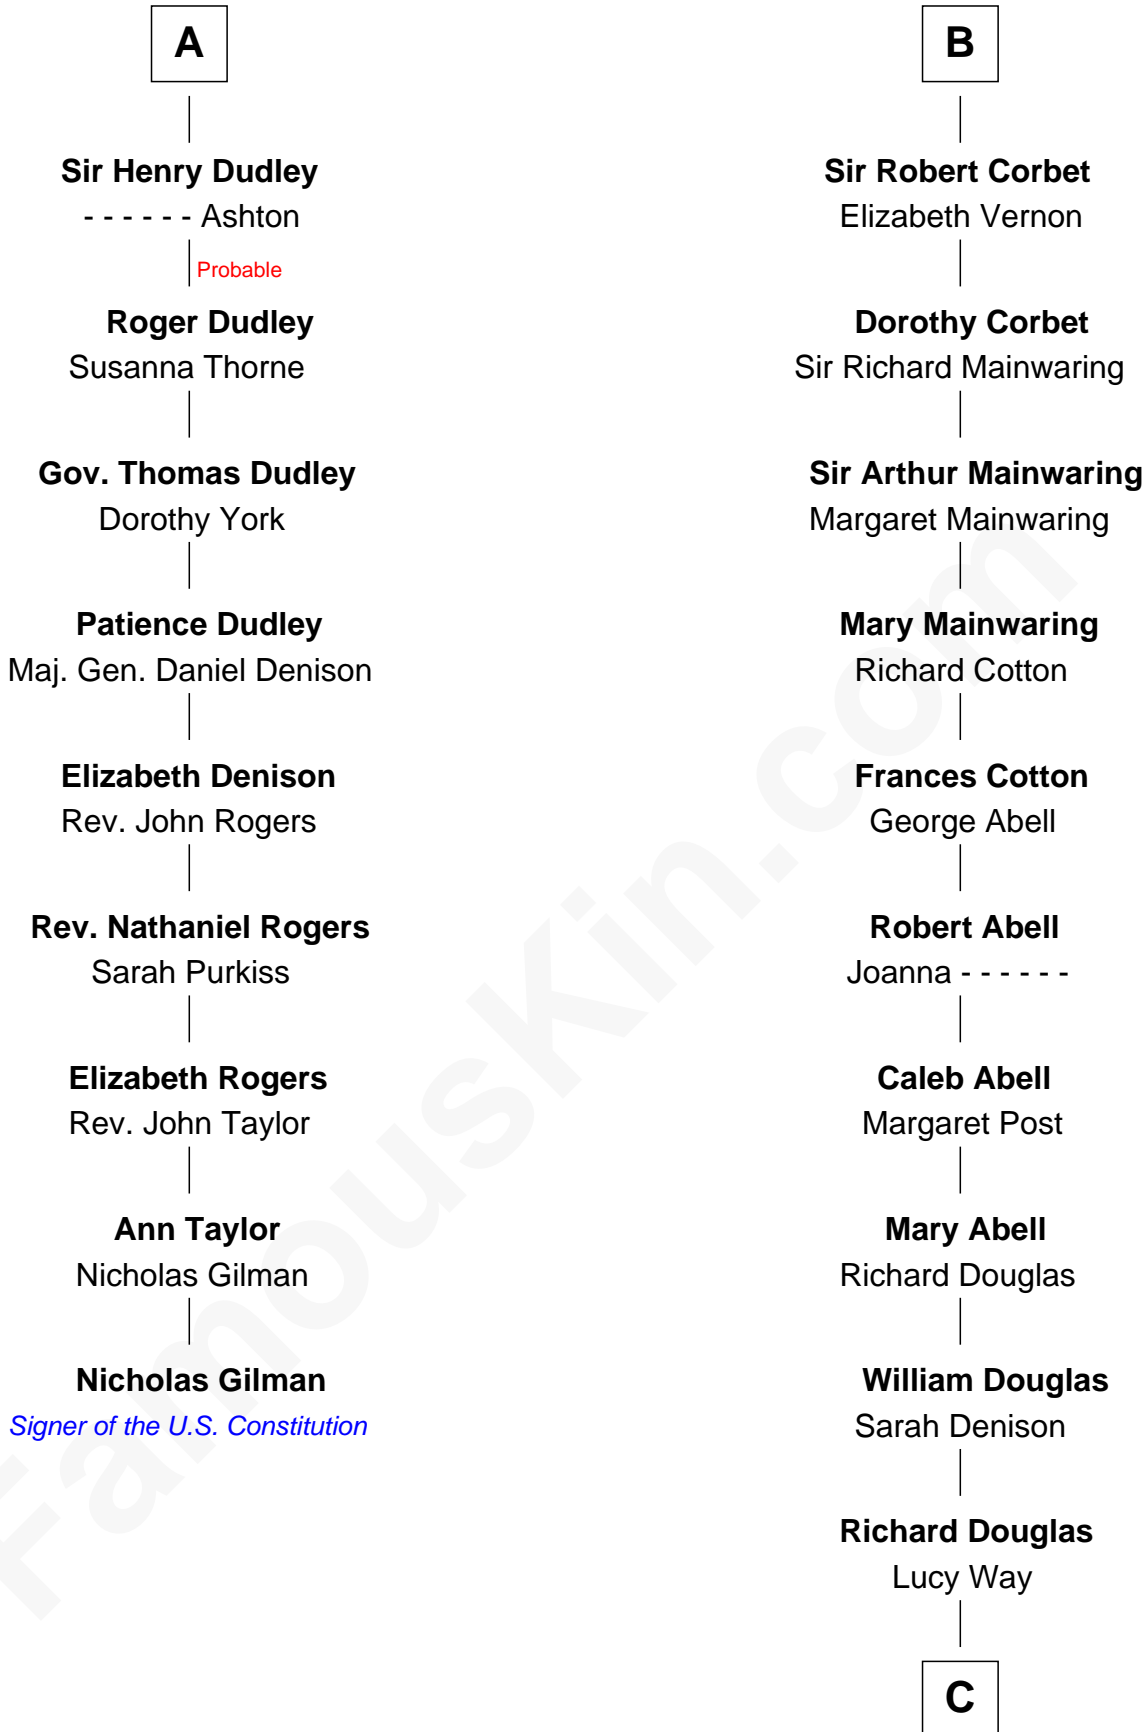 A
Sir Henry Dudley
- - - - - - Ashton
Probable
Roger Dudley
Susanna Thorne
Gov. Thomas Dudley
Dorothy York
Patience Dudley
Maj. Gen. Daniel Denison
Elizabeth Denison
Rev. John Rogers
Rev. Nathaniel Rogers
Sarah Purkiss
Elizabeth Rogers
Rev. John Taylor
Ann Taylor
Nicholas Gilman
Nicholas Gilman
Signer of the U.S. Constitution
B
Sir Robert Corbet
Elizabeth Vernon
Dorothy Corbet
Sir Richard Mainwaring
Sir Arthur Mainwaring
Margaret Mainwaring
Mary Mainwaring
Richard Cotton
Frances Cotton
George Abell
Robert Abell
Joanna - - - - - -
Caleb Abell
Margaret Post
Mary Abell
Richard Douglas
William Douglas
Sarah Denison
Richard Douglas
Lucy Way
C
FamousKin.com